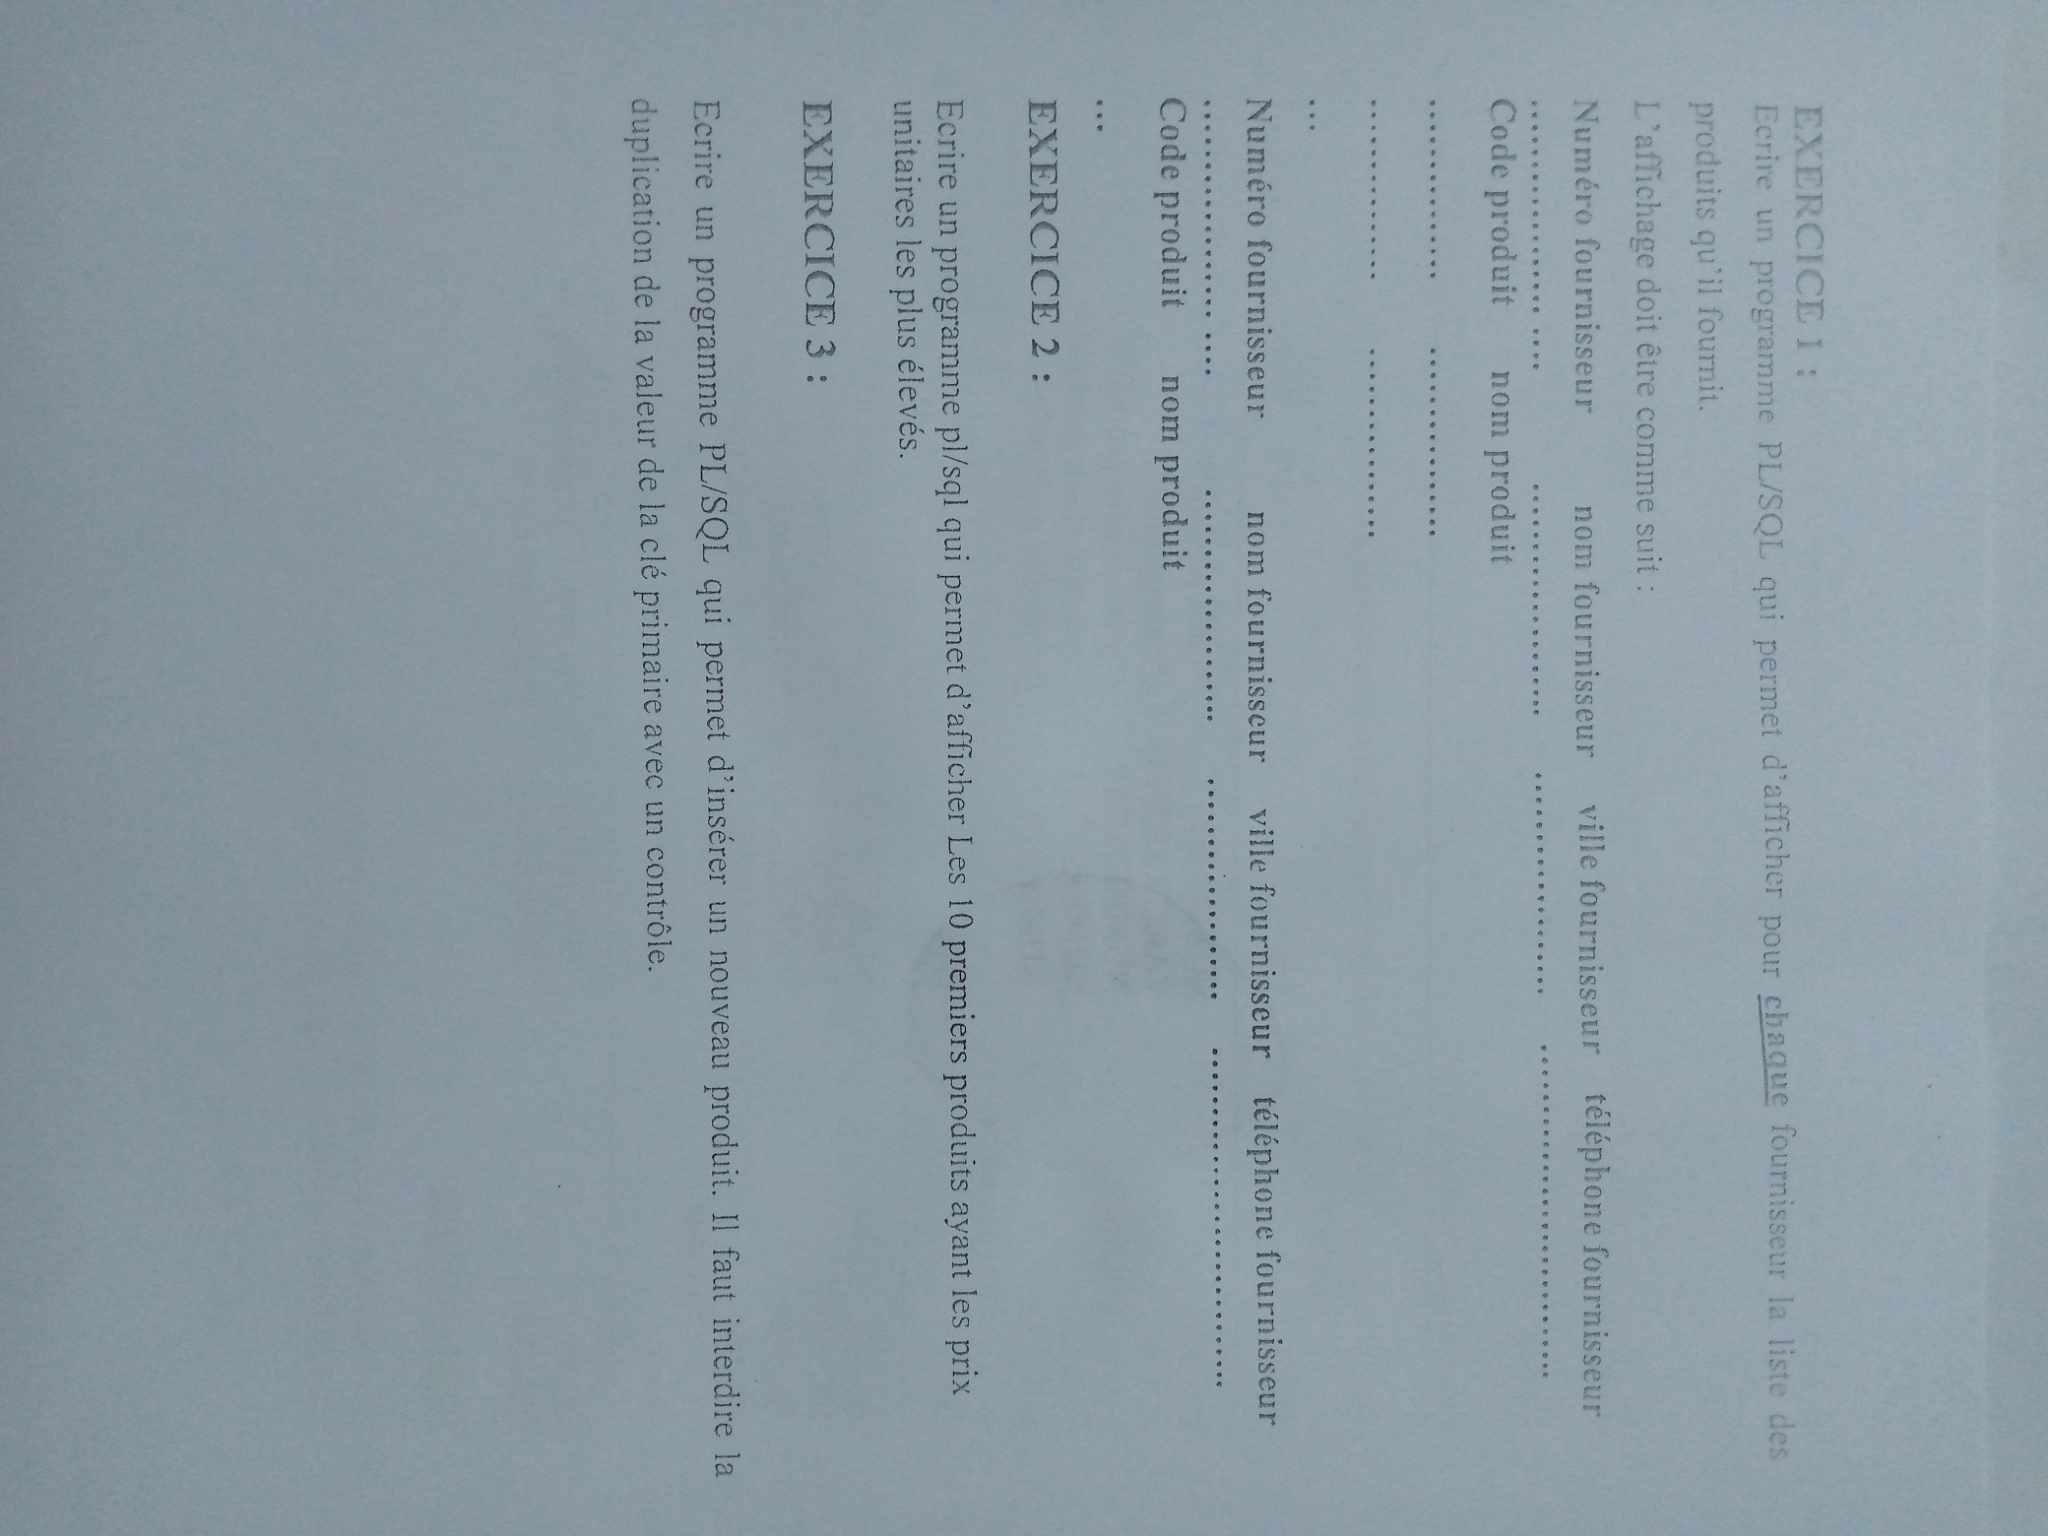 EXERCICE 1 :
Ecrire un programme PL/SQL qui permet d'afficher pour chaque fournisseur la liste des
produits qu'il fournit.
L'affichage doit être comme suit :
Numéro fournisseur nom fournisseur ville fournisseur téléphone fournisseur
.................. .... .................... ................... ............................
Code produit nom produit
............... ................
............... ................
...
Numéro fournisseur nom fournisseur ville fournisseur téléphone fournisseur
.................. .... .................... ................... ............................
Code produit nom produit
...
EXERCICE 2 :
Ecrire un programme pl/sql qui permet d'afficher Les 10 premiers produits ayant les prix
unitaires les plus élevés.
EXERCICE 3 :
Ecrire un programme PL/SQL qui permet d'insérer un nouveau produit. Il faut interdire la
duplication de la valeur de la clé primaire avec un contrôle.